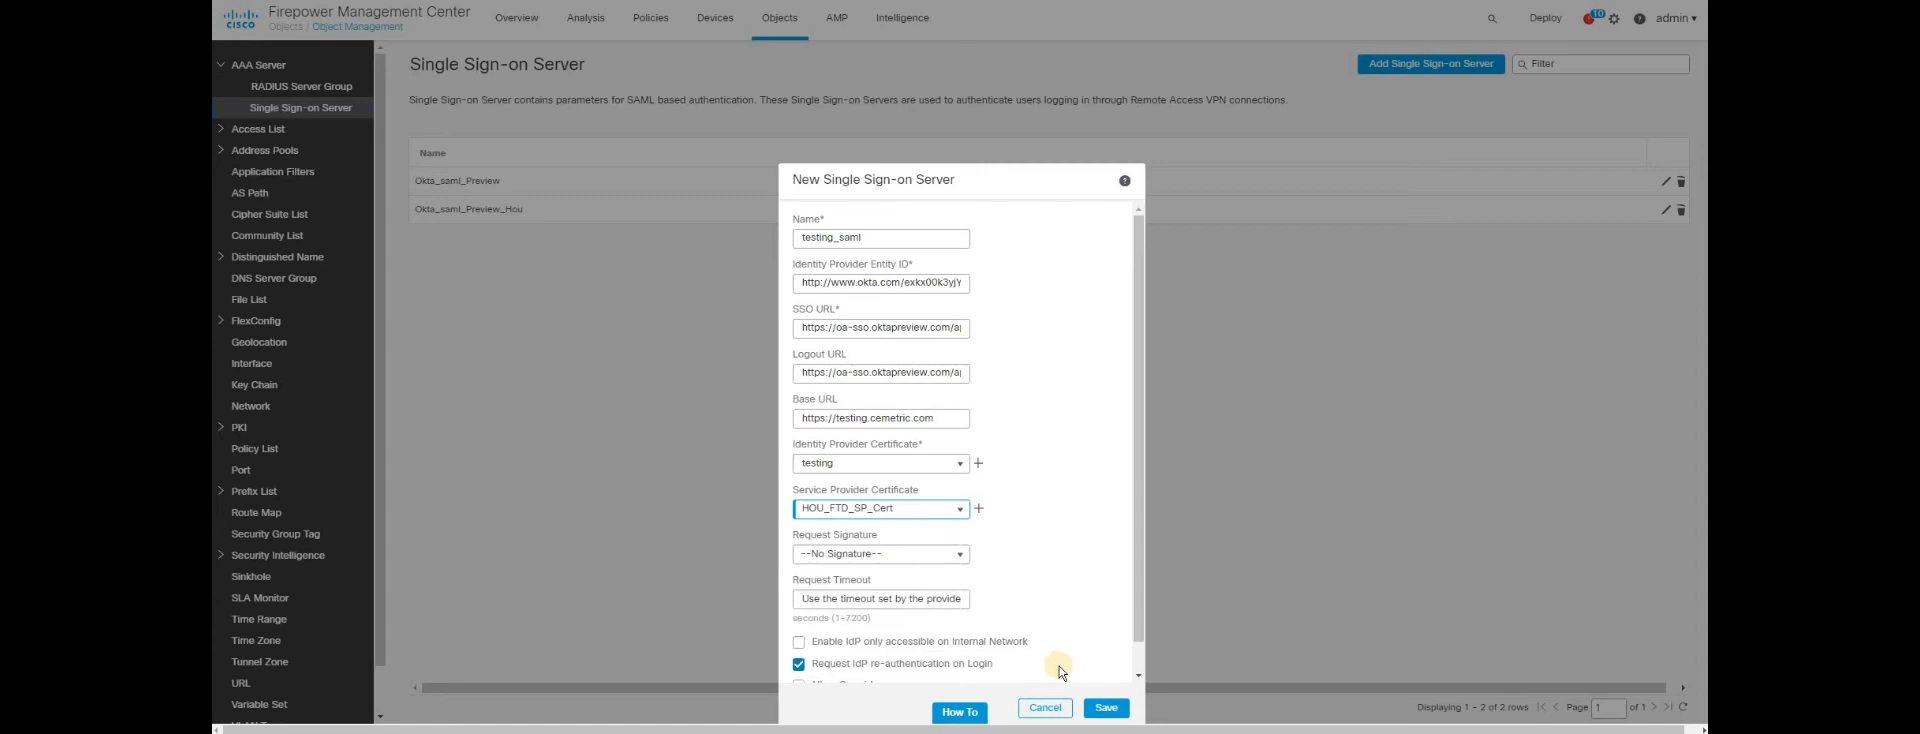 Firepower Management Center
Objects / Object Management
CISCO
Overview
Analysis
Policies
Devices
Objects
AMP
Intelligence
Deploy
10
admin
AAA Server
RADIUS Server Group
Single Sign-on Server
Access List
Address Pools
Application Filters
AS Path
Cipher Suite List
Community List
Distinguished Name
DNS Server Group
File List
FlexConfig
Geolocation
Interface
Key Chain
Network
PKI
Policy List
Port
Prefix List
Route Map
Security Group Tag
Security Intelligence
Sinkhole
SLA Monitor
Time Range
Time Zone
Tunnel Zone
URL
Variable Set
Single Sign-on Server
Add Single Sign-on Server
Filter
Single Sign-on Server contains parameters for SAML based authentication. These Single Sign-on Servers are used to authenticate users logging in through Remote Access VPN connections.
Name
Okta_saml_Preview
Okta_saml_Preview_Hou
New Single Sign-on Server
Name*
testing_saml
Identity Provider Entity ID*
http://www.okta.com/exkx00k3yjY
SSO URL*
https://oa-sso.oktapreview.com/a
Logout URL
https://oa-sso.oktapreview.com/a
Base URL
https://testing.cemetric.com
Identity Provider Certificate*
testing
Service Provider Certificate
HOU_FTD_SP_Cert
Request Signature
--No Signature--
Request Timeout
Use the timeout set by the provide
seconds (1-7200)
Enable IdP only accessible on Internal Network
Request IdP re-authentication on Login
How To
Cancel
Save
Displaying 1 - 2 of 2 rows
Page 1 of 1